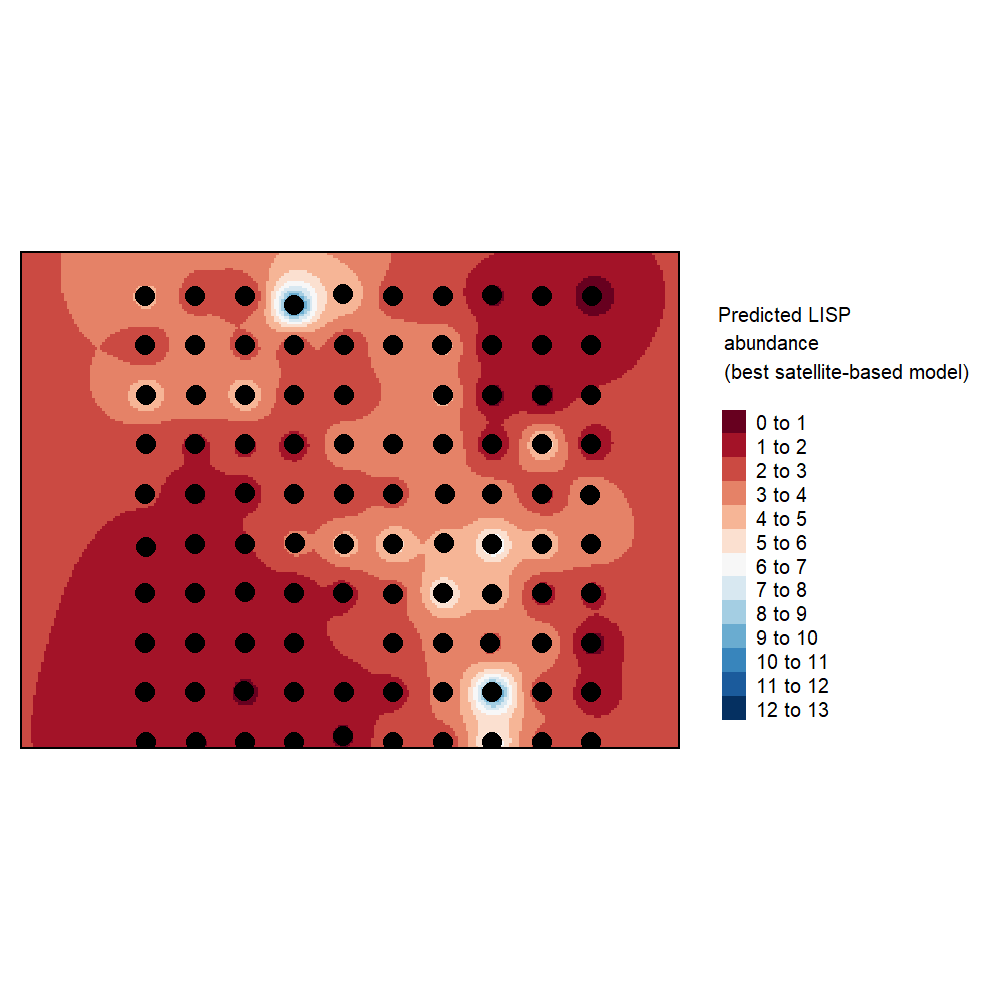 Predicted LISP
abundance
(best satellite-based model)
0 to 1
1 to 2
2 to 3
3 to 4
4 to 5
5 to 6
6 to 7
7 to 8
8 to 9
9 to 10
10 to 11
11 to 12
12 to 13